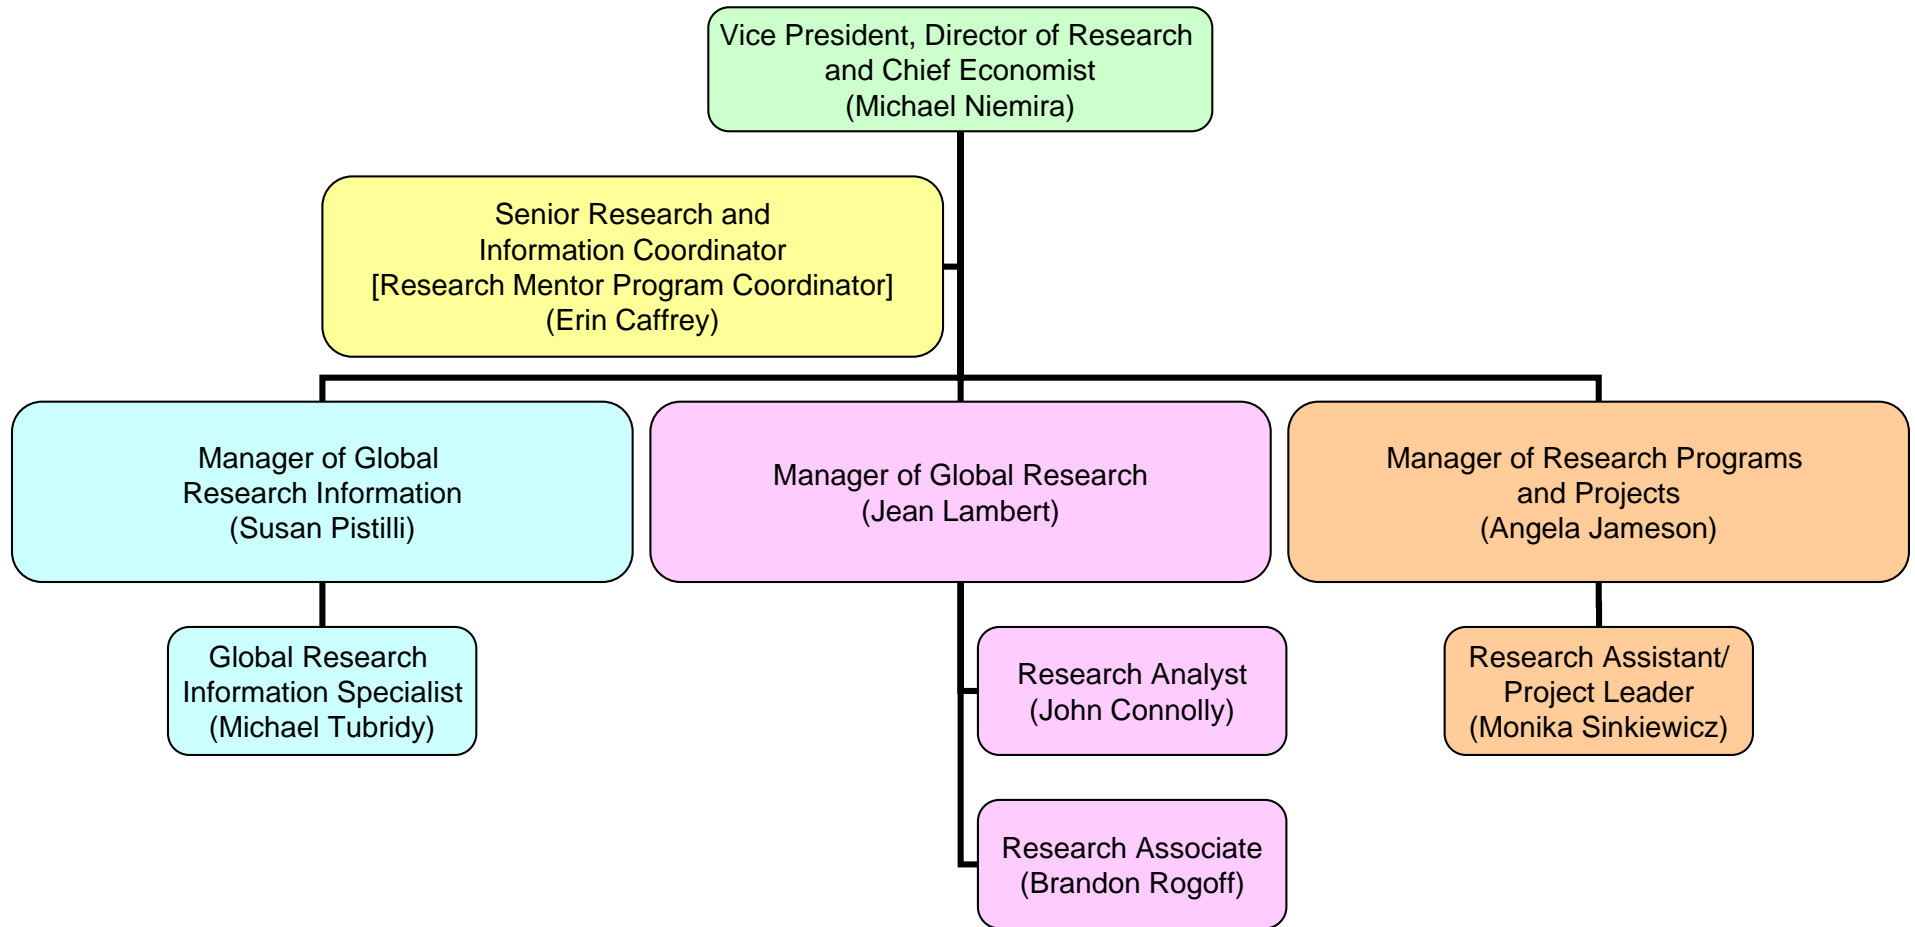 Vice President, Director of Research
and Chief Economist
(Michael Niemira)
Senior Research and
Information Coordinator
[Research Mentor Program Coordinator]
(Erin Caffrey)
Manager of Global
Research Information
(Susan Pistilli)
Manager of Global Research
(Jean Lambert)
Manager of Research Programs
and Projects
(Angela Jameson)
Global Research
Information Specialist
(Michael Tubridy)
Research Analyst
(John Connolly)
Research Assistant/
Project Leader
(Monika Sinkiewicz)
Research Associate
(Brandon Rogoff)